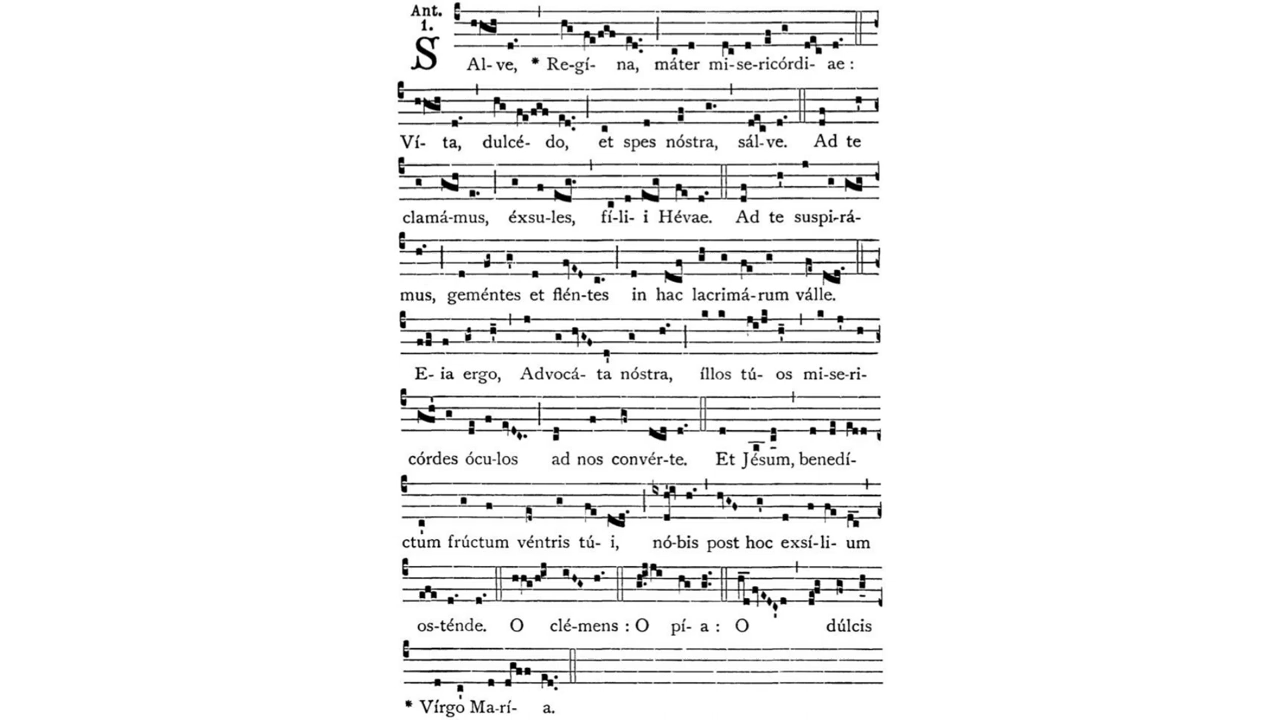 Ant.
1.
SAl-ve, * Re-gí- na, máter mi-se-ricórdi- ae :
Ví- ta, dulcé- do, et spes nóstra, sál-ve. Ad te
clamá-mus, éxsu-les, fí-li- i Hévae. Ad te suspi-rá-
mus, geméntes et flén-tes in hac lacrimá-rum válle.
E- ia ergo, Advocá- ta nóstra, íllos tú- os mi-se-ri-
córdes ócu-los ad nos convér-te. Et Jésum, benedí-
ctum frúctum véntris tú- i, nó-bis post hoc exsí-li- um
os-ténde. O clé-mens : O pí- a : O dúlcis
* Vírgo Ma-rí- a.